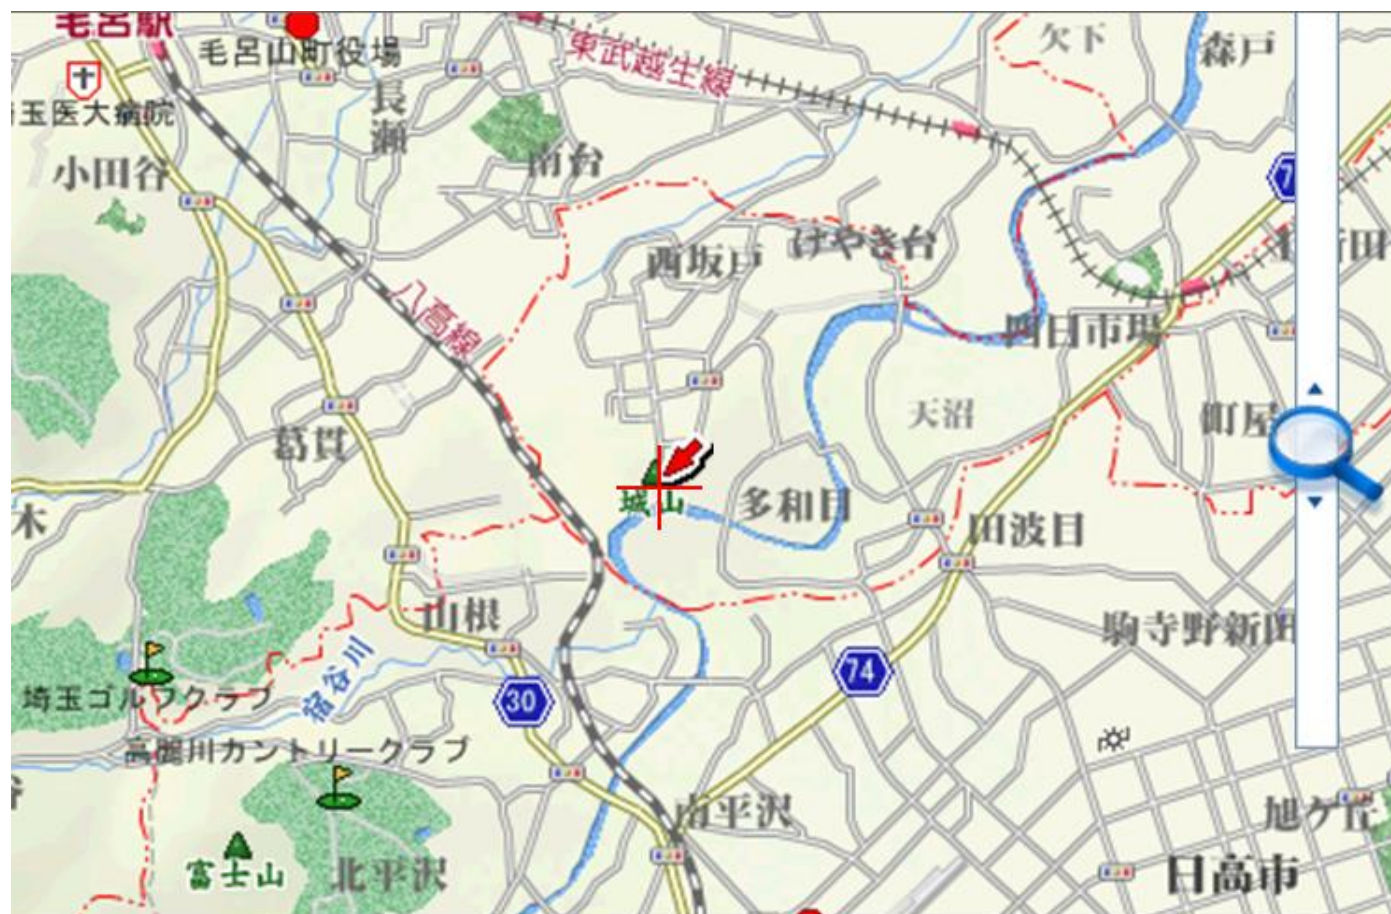 毛呂駅
毛呂山町役場
東武越生線
欠下
森戸
長瀬
埼玉医大病院
小田谷
南台
西坂戸
けやき台
八高線
四日市場
天沼
町屋
葛貫
城山
多和目
田波目
木
山根
駒寺野新田
宿谷川
埼玉ゴルフクラブ
30
74
高麗川カントリークラブ
南平沢
旭ケ丘
富士山
北平沢
日高市